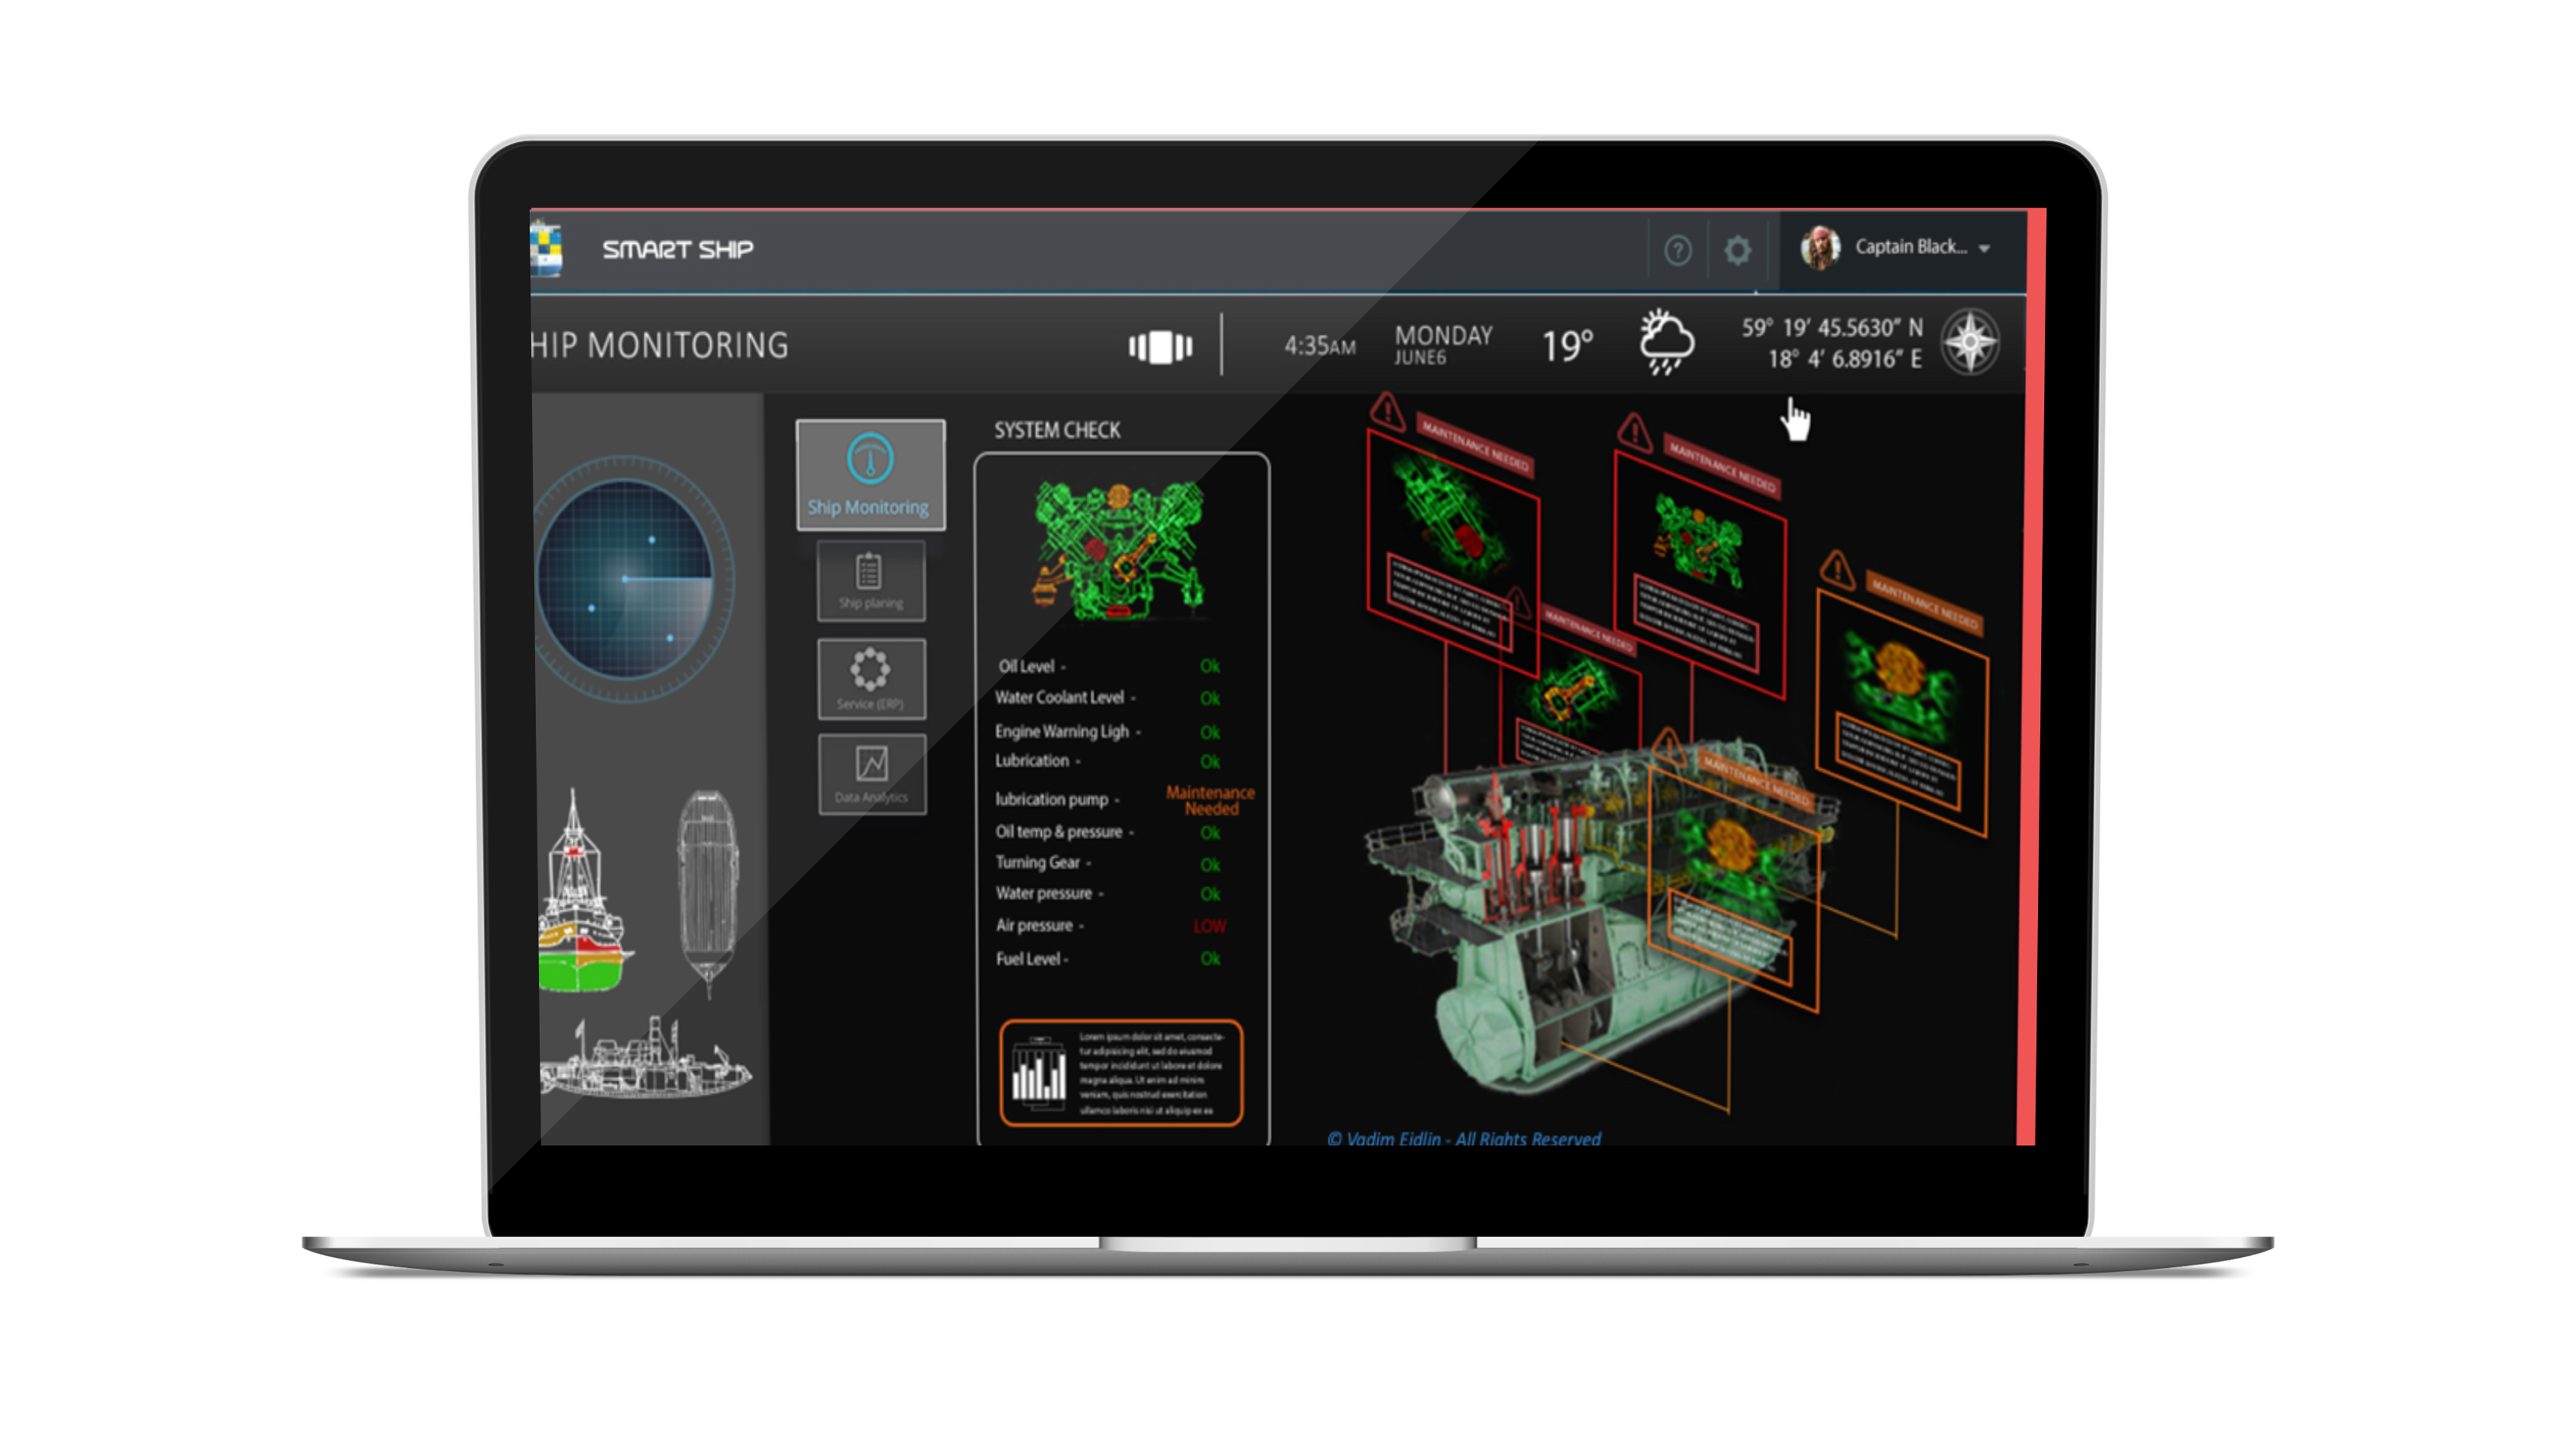 SMART SHIP
?
Captain Black...
HIP MONITORING
4:35AM
MONDAY
JUNE6
19°
59° 19' 45.5630" N
18° 4' 6.8916" E
Ship Monitoring
Ship planing
Service (ERP)
Data Analytics
SYSTEM CHECK
Oil Level - Ok
Water Coolant Level - Ok
Engine Warning Ligh - Ok
Lubrication - Ok
lubrication pump - Maintenance
Needed
Oil temp & pressure - Ok
Turning Gear - Ok
Water pressure - Ok
Air pressure - LOW
Fuel Level - Ok
Lorem ipsum dolor sit amet, consecte-
tur adipisicing elit, sed do eiusmod
tempor incididunt ut labore et dolore
magna aliqua. Ut enim ad minim
veniam, quis nostrud exercitation
ullamco laboris nisi ut aliquip ex ea
MAINTENANCE NEEDED
MAINTENANCE NEEDED
MAINTENANCE NEEDED
MAINTENANCE NEEDED
MAINTENANCE NEEDED
© Vadim Eidlin - All Rights Reserved